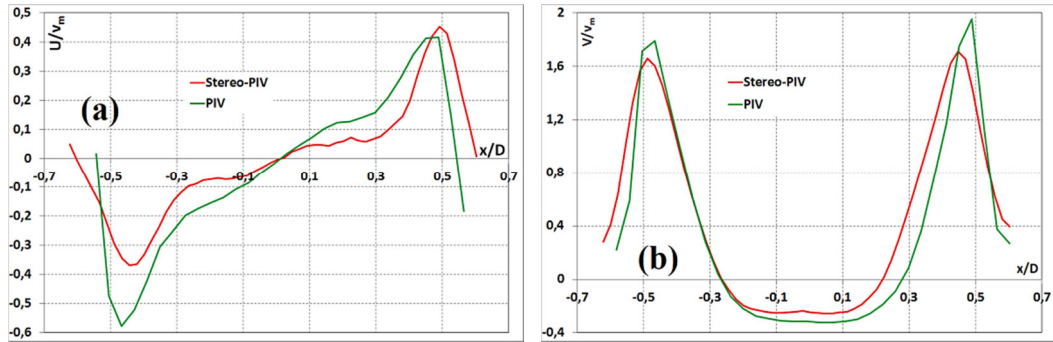 0,5
U/vm
0,4
Stereo-PIV
0,3
PIV
(a)
0,2
0,1
x/D
0
-0,7 -0,5 -0,3 -0,1 0,1 0,3 0,5 0,7
-0,1
-0,2
-0,3
-0,4
-0,5
-0,6
2
V/vm
1,6
Stereo-PIV
PIV
1,2
0,8
0,4
(b)
x/D
0
-0,7 -0,5 -0,3 -0,1 0,1 0,3 0,5 0,7
-0,4